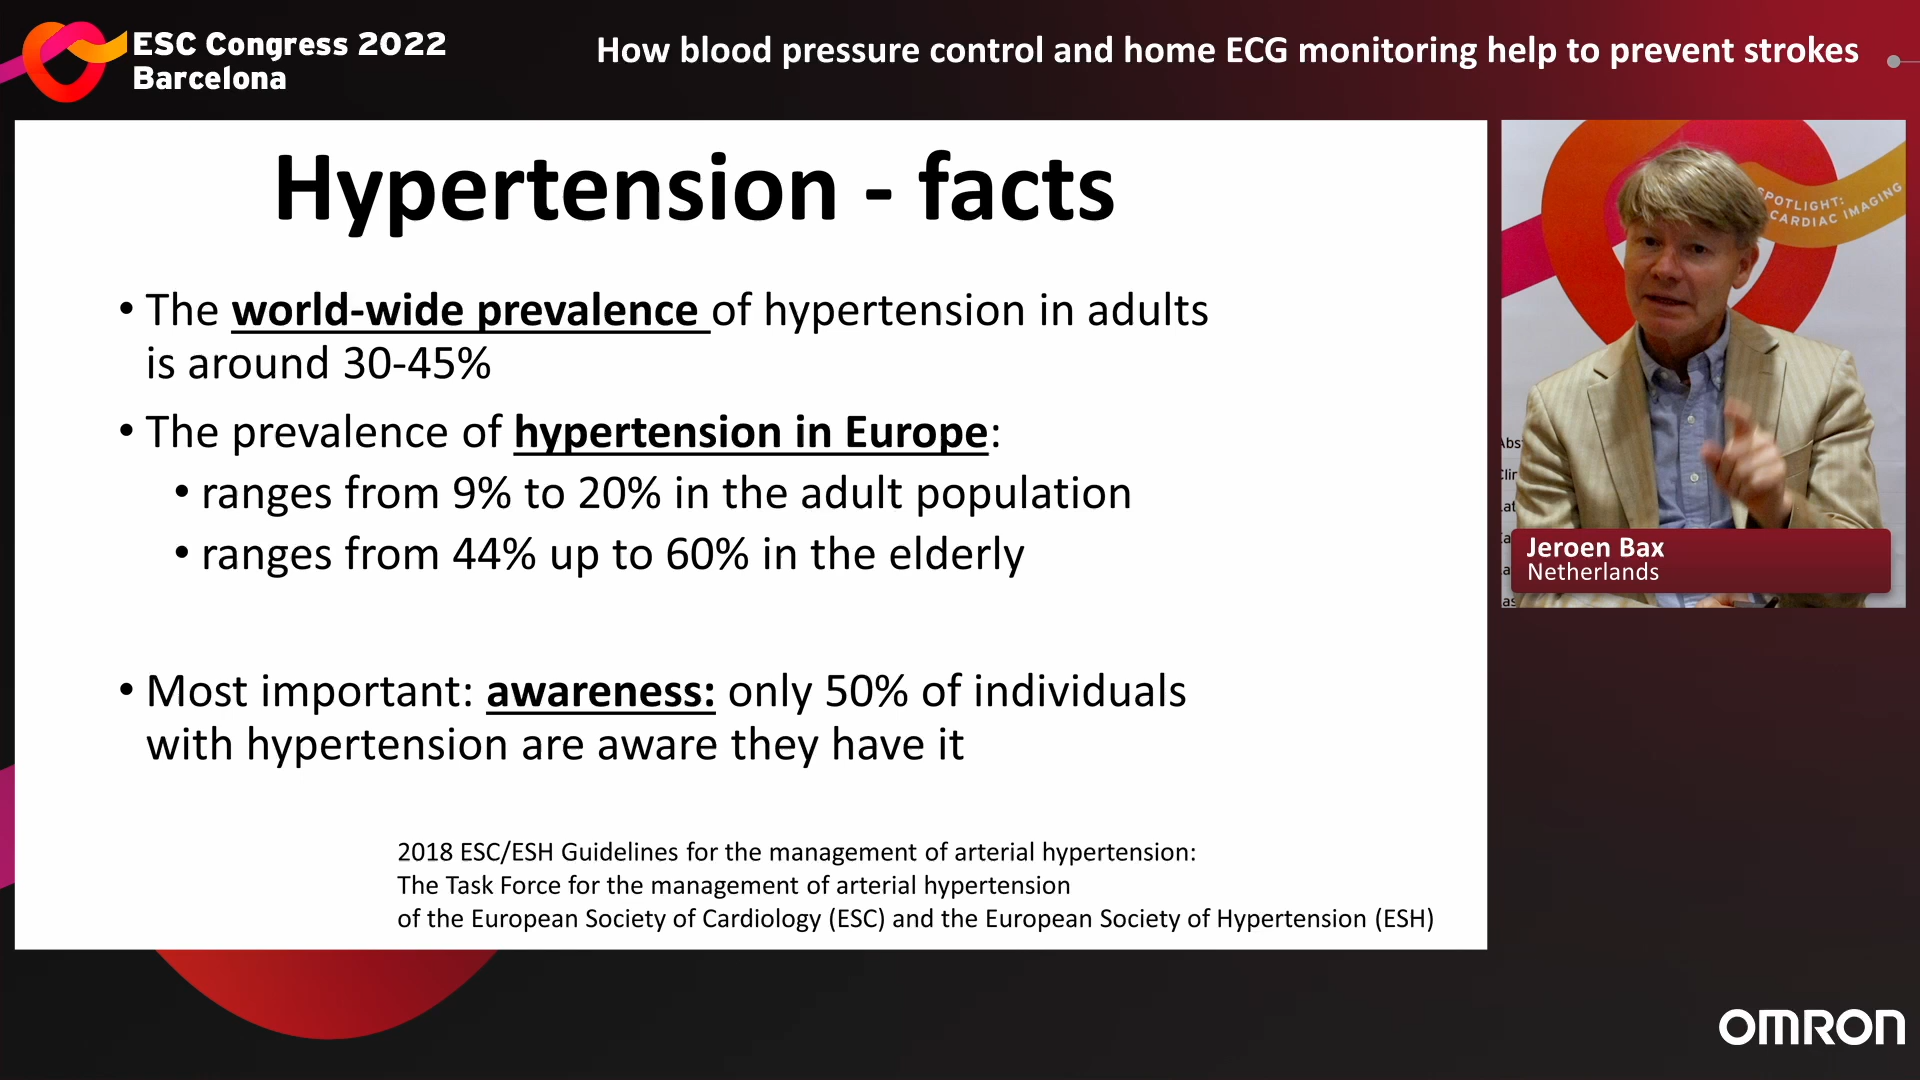 ESC Congress 2022
Barcelona
How blood pressure control and home ECG monitoring help to prevent strokes
Hypertension - facts
• The world-wide prevalence of hypertension in adults
is around 30-45%
• The prevalence of hypertension in Europe:
• ranges from 9% to 20% in the adult population
• ranges from 44% up to 60% in the elderly
• Most important: awareness: only 50% of individuals
with hypertension are aware they have it
2018 ESC/ESH Guidelines for the management of arterial hypertension:
The Task Force for the management of arterial hypertension
of the European Society of Cardiology (ESC) and the European Society of Hypertension (ESH)
SPOTLIGHT:
CARDIAC IMAGING
Jeroen Bax
Netherlands
OMRON